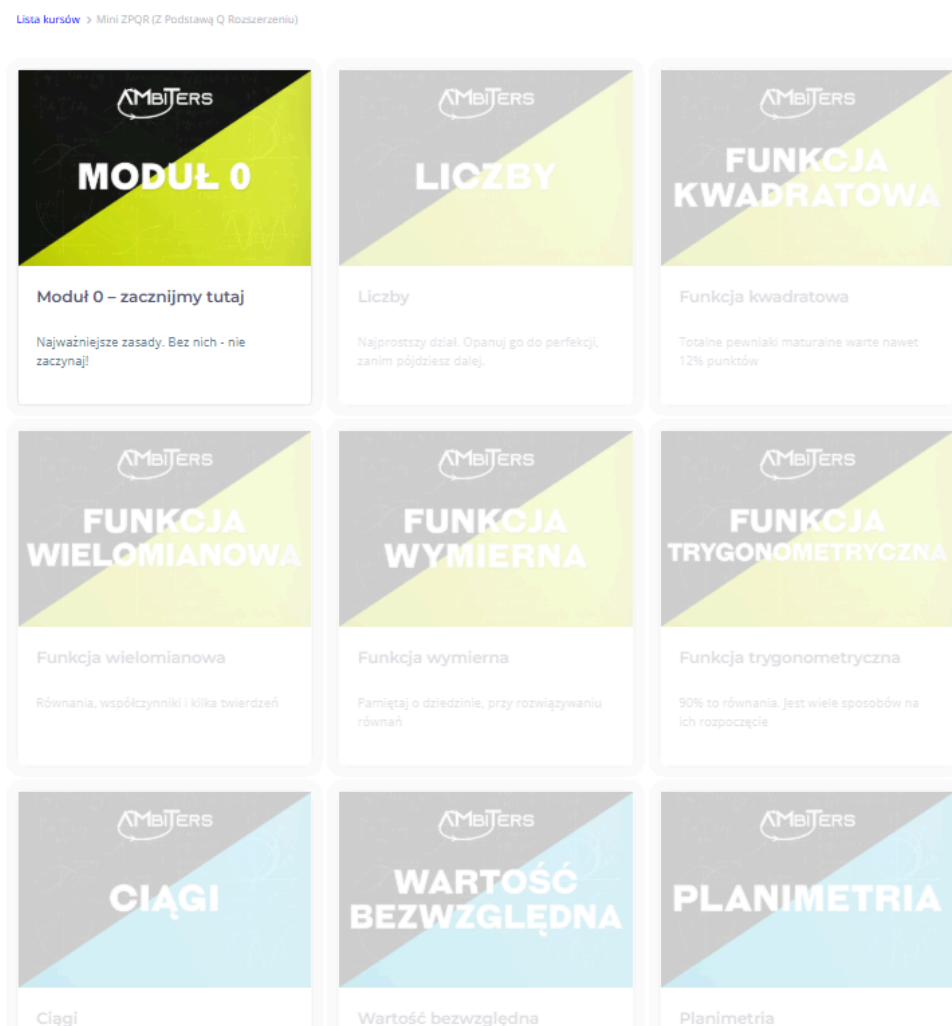 Lista kursów > Mini ZPQR (Z Podstawą Q Rozszerzeniu)
AMBITERS
MODUŁ 0
Moduł 0 – zacznijmy tutaj
Najważniejsze zasady. Bez nich - nie
zaczynaj!
AMBITERS
LICZBY
Liczby
Najprostszy dział. Opanuj go do perfekcji,
zanim pójdziesz dalej.
AMBITERS
FUNKCJA
KWADRATOWA
Funkcja kwadratowa
Totalne pewniaki maturalne warte nawet
12% punktów
AMBITERS
FUNKCJA
WIELOMIANOWA
Funkcja wielomianowa
Równania, współczynniki i kilka twierdzeń
AMBITERS
FUNKCJA
WYMIERNA
Funkcja wymierna
Pamiętaj o dziedzinie, przy rozwiązywaniu
równań
AMBITERS
FUNKCJA
TRYGONOMETRYCZNA
Funkcja trygonometryczna
90% to równania. Jest wiele sposobów na
ich rozpoczęcie
AMBITERS
CIĄGI
Ciągi
AMBITERS
WARTOŚĆ
BEZWZGLĘDNA
Wartość bezwzględna
AMBITERS
PLANIMETRIA
Planimetria